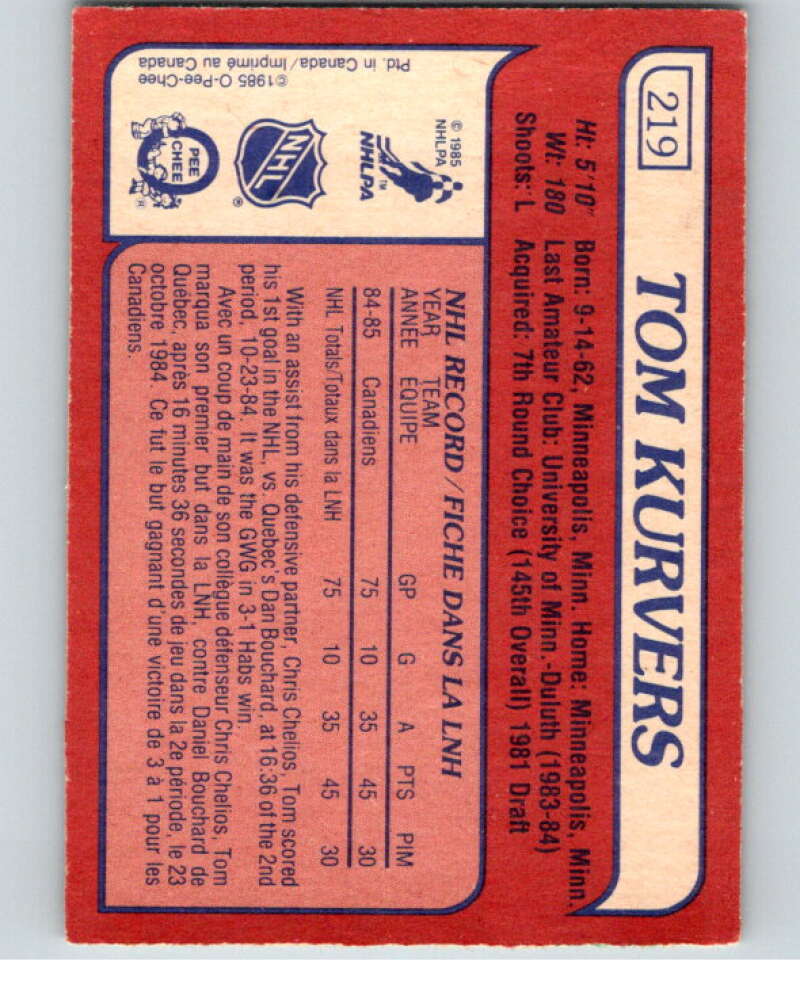 219
TOM KURVERS
Ht: 5'10" Born: 9-14-62, Minneapolis, Minn. Home: Minneapolis, Minn.
Wt: 180 Last Amateur Club: University of Minn.-Duluth (1983-84)
Shoots: L Acquired: 7th Round Choice (145th Overall) 1981 Draft
© 1985
NHLPA
NHLPA
TM
NHL
®
PEE
CHEE
®
©1985 O-Pee-Chee
Ptd. in Canada/Imprimé au Canada
NHL RECORD/FICHE DANS LA LNH
YEAR TEAM
ANNÉE ÉQUIPE GP G A PTS PIM
84-85 Canadiens 75 10 35 45 30
NHL Totals/Totaux dans la LNH 75 10 35 45 30
With an assist from his defensive partner, Chris Chelios, Tom scored
his 1st goal in the NHL, vs. Quebec's Dan Bouchard, at 16:36 of the 2nd
period, 10-23-84. It was the GWG in 3-1 Habs win.
Avec un coup de main de son collègue défenseur Chris Chelios, Tom
marqua son premier but dans la LNH, contre Daniel Bouchard de
Québec, après 16 minutes 36 secondes de jeu dans la 2e période, le 23
octobre 1984. Ce fut le but gagnant d'une victoire de 3 à 1 pour les
Canadiens.